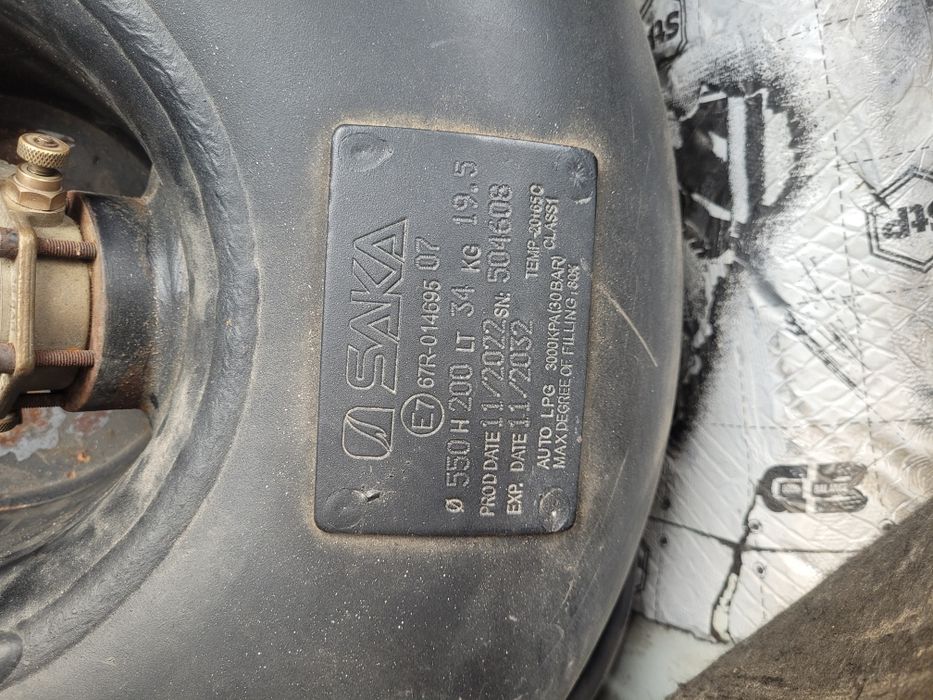 SAKA
E7 67R-014695 07
Ø 550 H 200 LT 34 KG 19.5
PROD DATE 11/2022 SN: 504608
EXP. DATE 11/2032 TEMP-20+65C
AUTO LPG 3000KPA(30BAR) CLASS1
MAX DEGREE OF FILLING: 80%